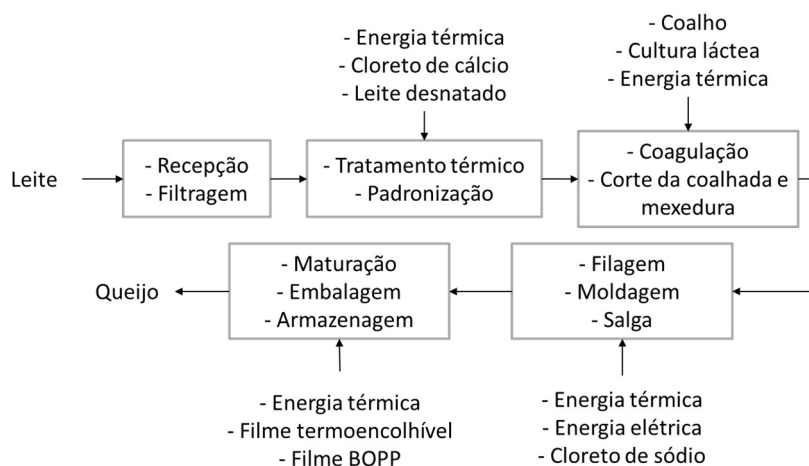 - Energia térmica
- Cloreto de cálcio
- Leite desnatado
- Coalho
- Cultura láctea
- Energia térmica
Leite
- Recepção
- Filtragem
- Tratamento térmico
- Padronização
- Coagulação
- Corte da coalhada e
mexedura
Queijo
- Maturação
- Embalagem
- Armazenagem
- Filagem
- Moldagem
- Salga
- Energia térmica
- Filme termoencolhível
- Filme BOPP
- Energia térmica
- Energia elétrica
- Cloreto de sódio